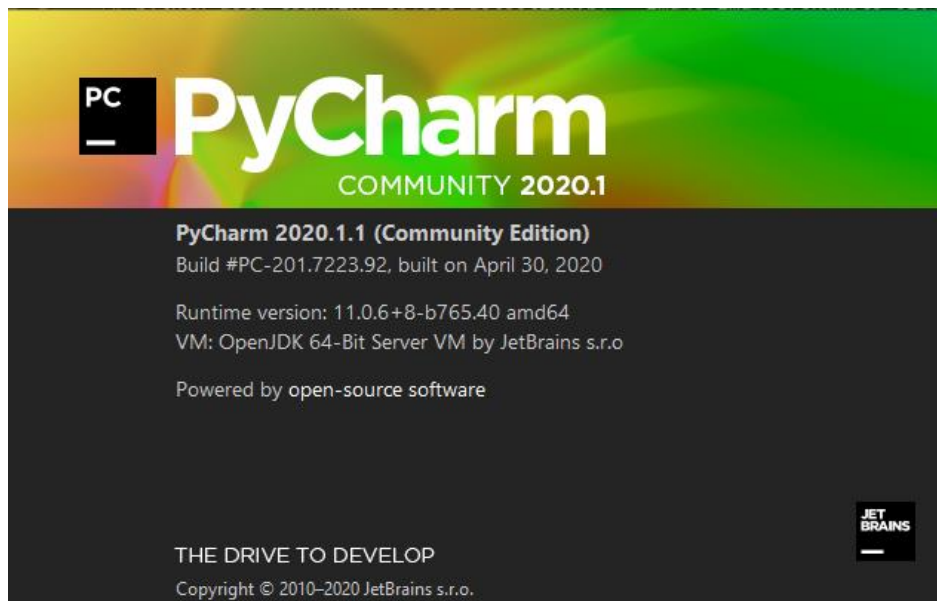 PC
PyCharm
COMMUNITY 2020.1
PyCharm 2020.1.1 (Community Edition)
Build #PC-201.7223.92, built on April 30, 2020
Runtime version: 11.0.6+8-b765.40 amd64
VM: OpenJDK 64-Bit Server VM by JetBrains s.r.o
Powered by open-source software
JET
BRAINS
THE DRIVE TO DEVELOP
Copyright © 2010–2020 JetBrains s.r.o.